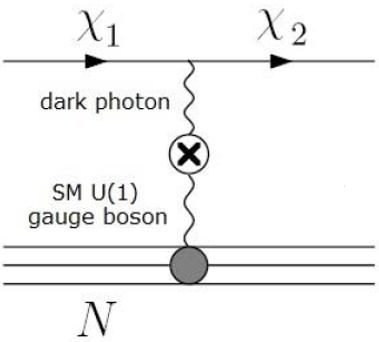 χ1 χ2
dark photon
SM U(1)
gauge boson
N